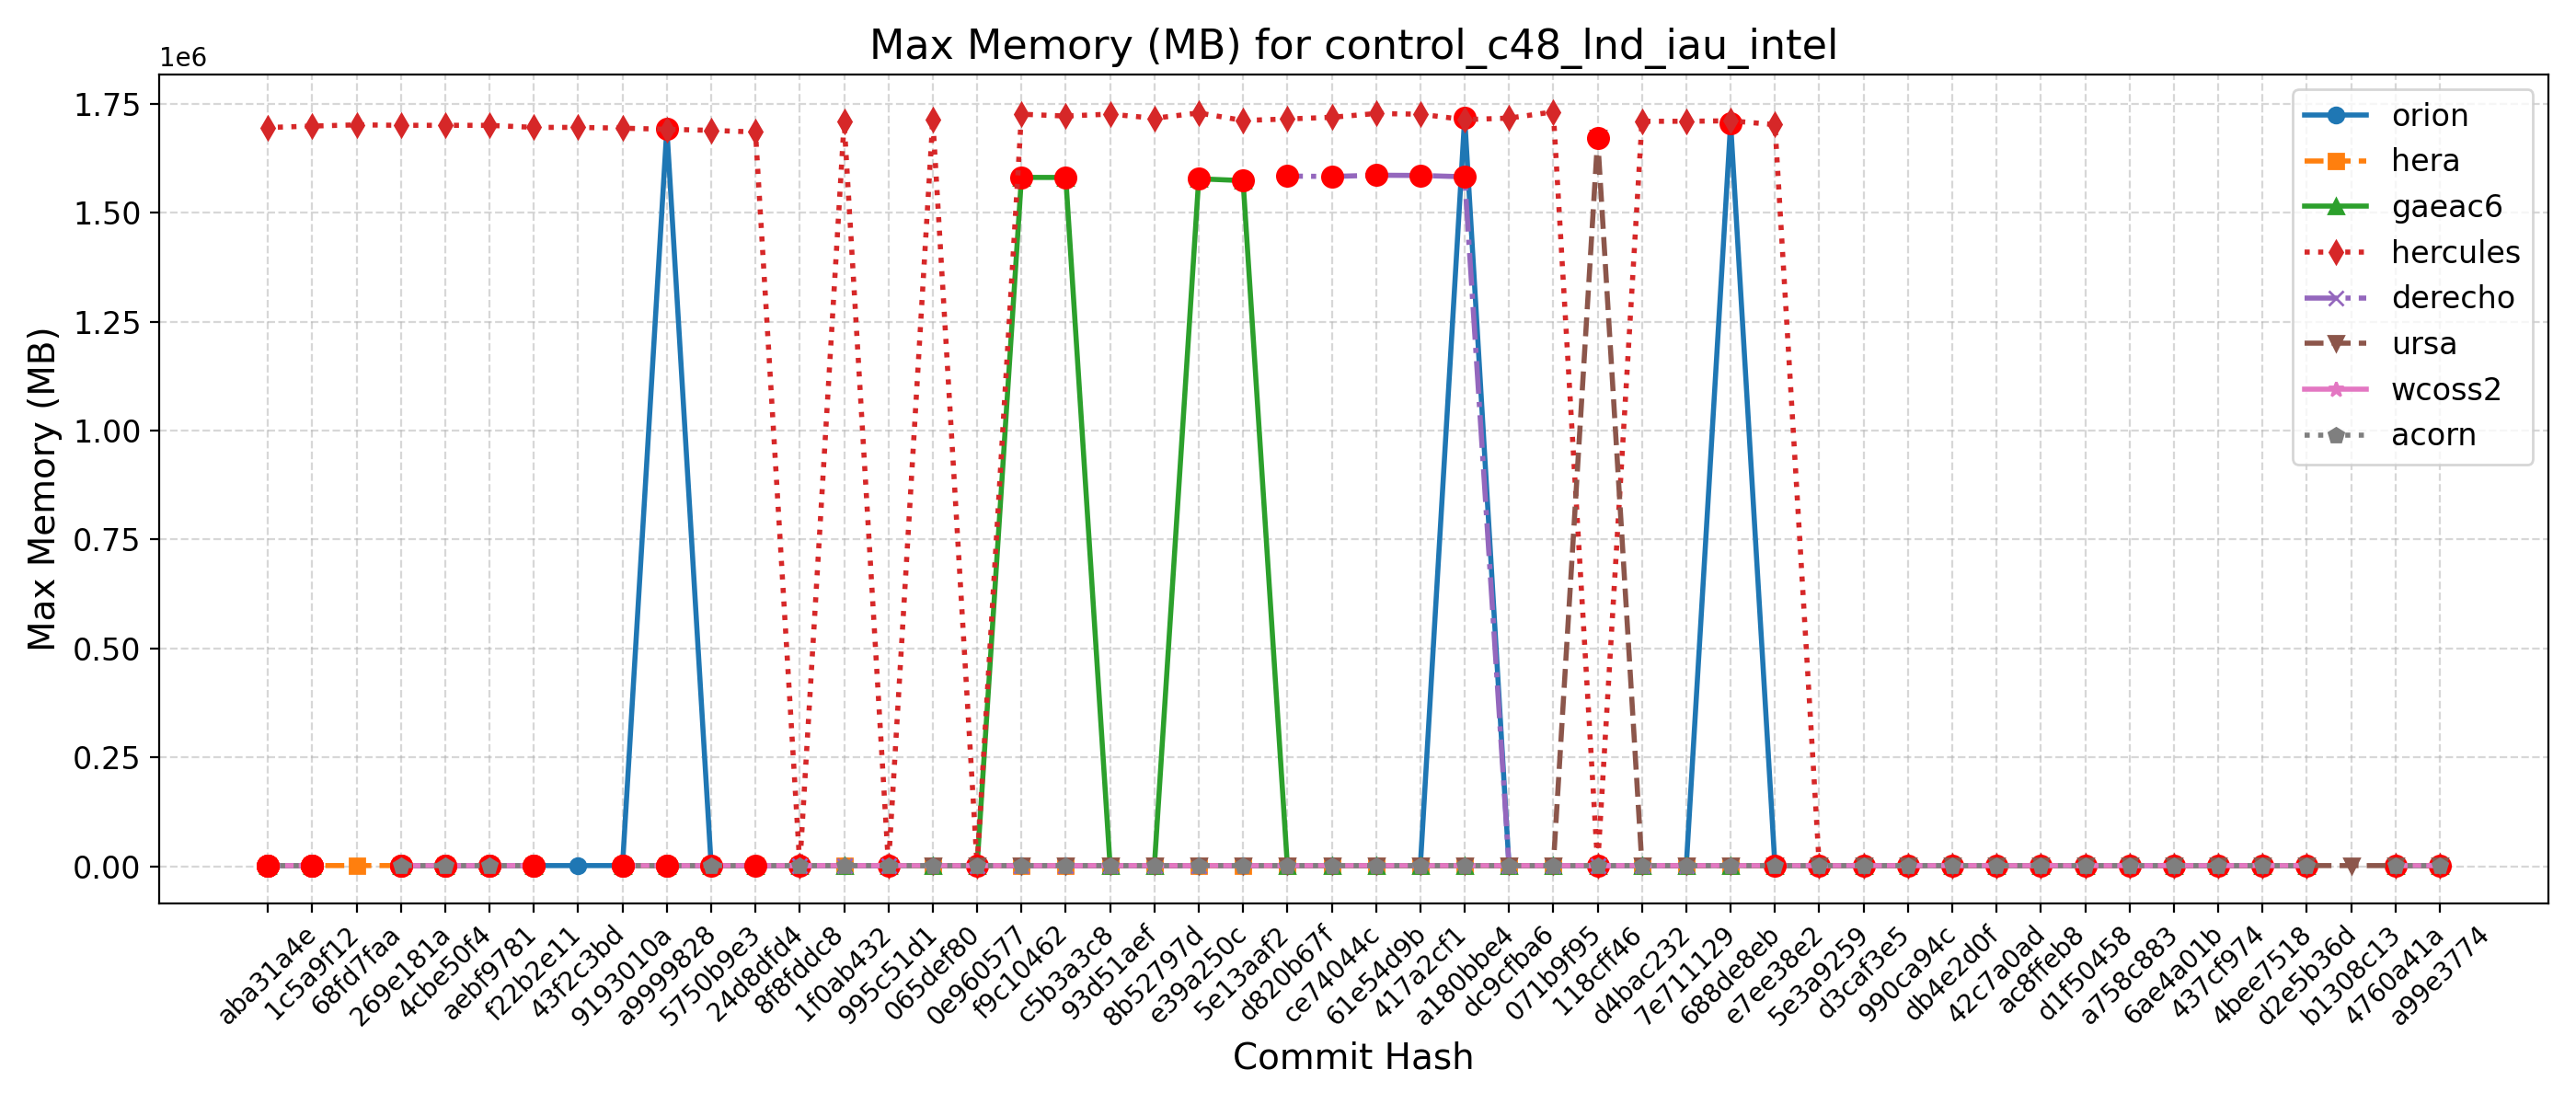 Max Memory (MB) for control_c48_lnd_iau_intel
1e6
1.75
1.50
1.25
1.00
0.75
0.50
0.25
0.00
Max Memory (MB)
orion
hera
gaeac6
hercules
derecho
ursa
wcoss2
acorn
aba31a4e
1c5a9f12
68fd7faa
269e181a
4cbe50f4
aebf9781
f22b2e11
43f2c3bd
9193010a
a9999828
5750b9e3
24d8dfd4
8f8fddc8
1f0ab432
995c51d1
065def80
0e960577
f9c10462
c5b3a3c8
93d51aef
8b52797d
e39a250c
5e13aaf2
d820b67f
ce74044c
61e54d9b
417a2cf1
a180bbe4
dc9cfba6
071b9f95
118cff46
d4bac232
7e711129
688de8eb
e7ee38e2
5e3a9259
d3caf3e5
990ca94c
db4e2d0f
42c7a0ad
ac8ffeb8
d1f50458
a758c883
6ae4a01b
437cf974
4bee7518
d2e5b36d
b1308c13
4760a41a
a99e3774
Commit Hash